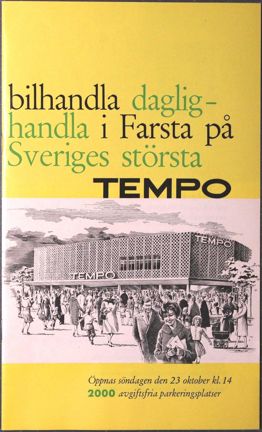 bilhandla daglig-
handla i Farsta på
Sveriges största
TEMPO
TEMPO
TEMPO
Öppnas söndagen den 23 oktober kl. 14
2000 avgiftsfria parkeringsplatser